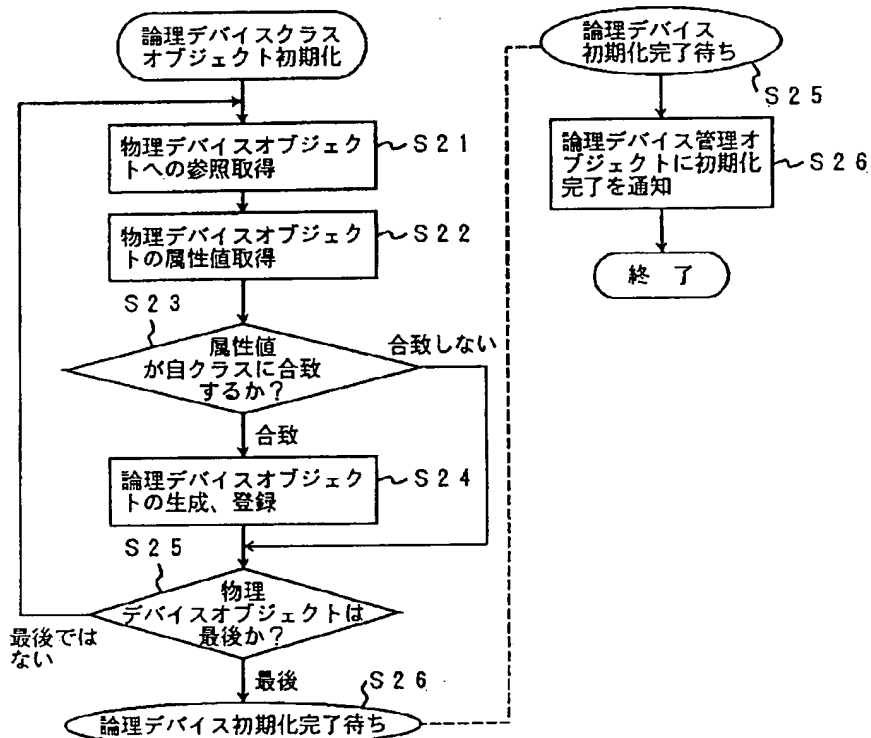 論理デバイスクラス
オブジェクト初期化
物理デバイスオブジェク
トへの参照取得
S21
物理デバイスオブジェク
トの属性値取得
S22
S23
属性値
が自クラスに合致
するか?
合致しない
合致
論理デバイスオブジェク
トの生成、登録
S24
S25
物理
デバイスオブジェクトは
最後か?
最後では
ない
最後
S26
論理デバイス初期化完了待ち
論理デバイス
初期化完了待ち
S25
論理デバイス管理オ
ブジェクトに初期化
完了を通知
S26
終 了